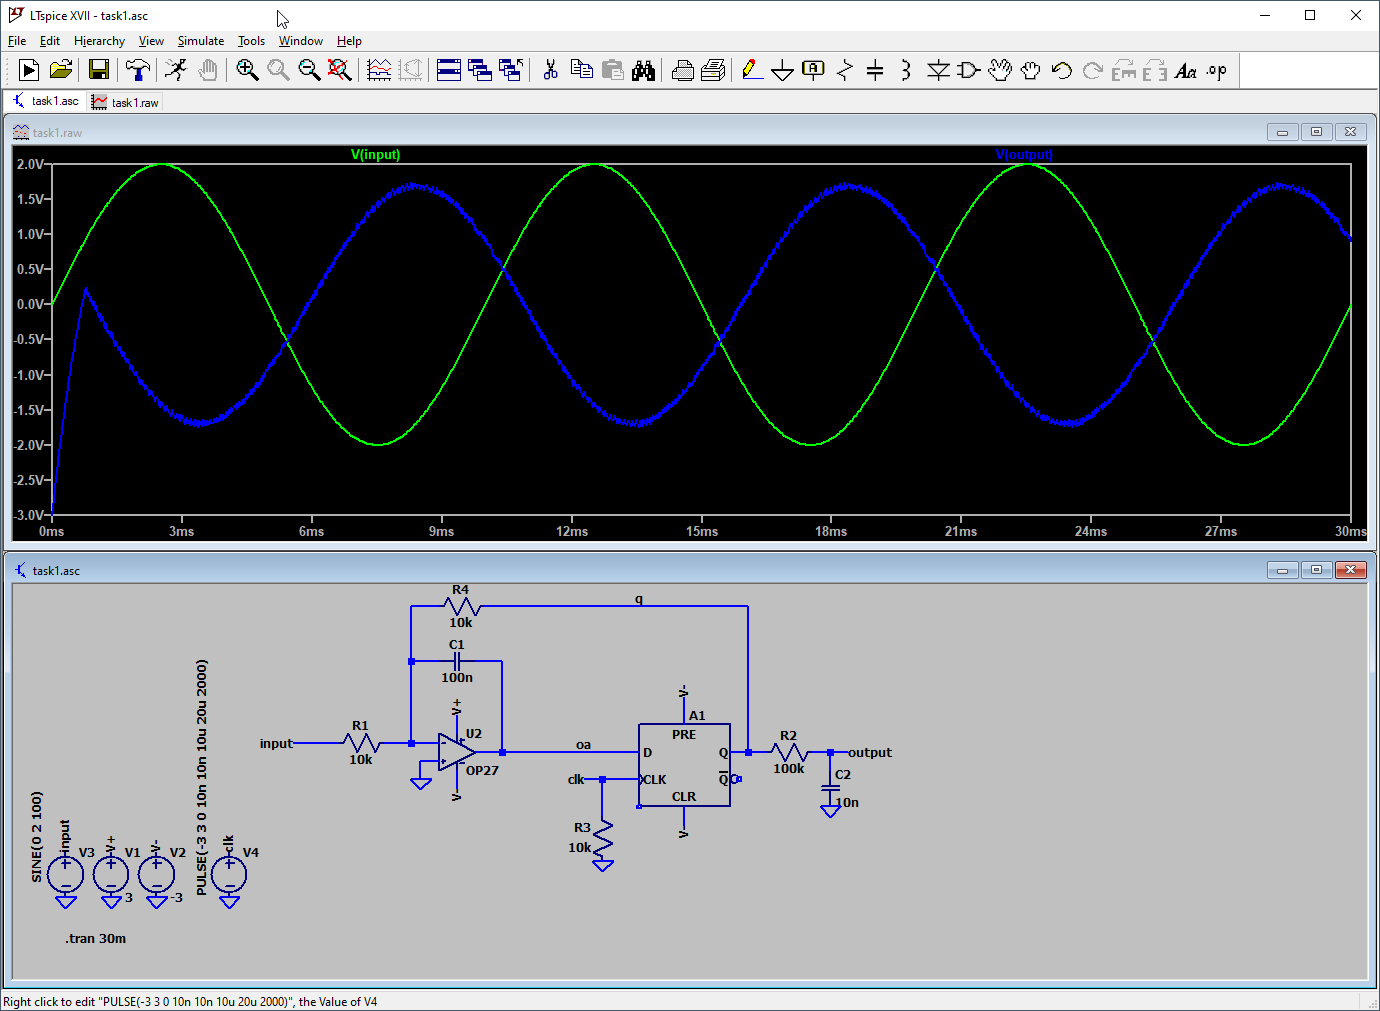 LTspice XVII - task1.asc
File Edit Hierarchy View Simulate Tools Window Help
task1.asc task1.raw
task1.raw
V(input) V(output)
2.0V
1.5V
1.0V
0.5V
0.0V
-0.5V
-1.0V
-1.5V
-2.0V
-2.5V
-3.0V
0ms 3ms 6ms 9ms 12ms 15ms 18ms 21ms 24ms 27ms 30ms
task1.asc
R4
10k
q
C1
100n
V+
U2
OP27
V-
input
R1
10k
oa
V-
A1
PRE
D Q
CLK Q
CLR
V-
clk
R3
10k
R2
100k
output
C2
10n
SINE(0 2 100)
input
V3
V+
V1
3
V-
V2
-3
PULSE(-3 3 0 10n 10n 10u 20u 2000)
clk
V4
.tran 30m
Right click to edit "PULSE(-3 3 0 10n 10n 10u 20u 2000)", the Value of V4